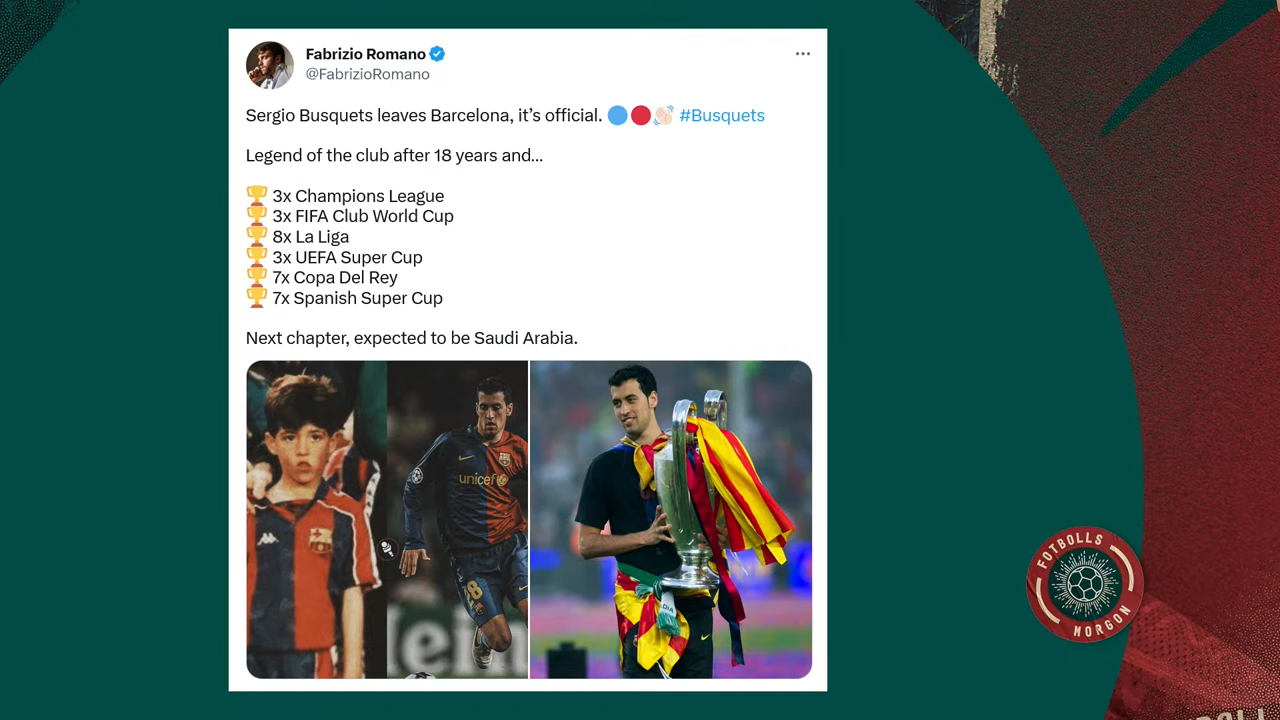 Fabrizio Romano
@FabrizioRomano
Sergio Busquets leaves Barcelona, it's official. 🔵🔴👏🏻 #Busquets
Legend of the club after 18 years and...
🏆 3x Champions League
🏆 3x FIFA Club World Cup
🏆 8x La Liga
🏆 3x UEFA Super Cup
🏆 7x Copa Del Rey
🏆 7x Spanish Super Cup
Next chapter, expected to be Saudi Arabia.
unicef
28
FOTBOLLS
MORGON